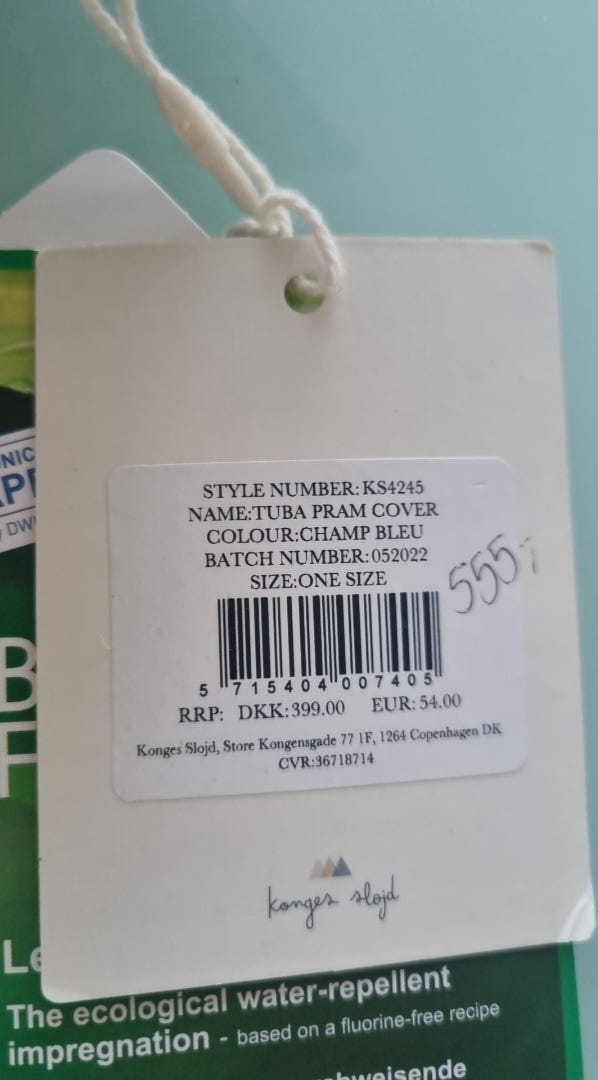 STYLE NUMBER:KS4245
NAME:TUBA PRAM COVER
COLOUR:CHAMP BLEU
BATCH NUMBER:052022
SIZE:ONE SIZE
555,-
5 715404 007405
RRP: DKK:399.00 EUR: 54.00
Konges Slojd, Store Kongensgade 77 1F, 1264 Copenhagen DK
CVR:36718714
konges sløjd
The ecological water-repellent
impregnation - based on a fluorine-free recipe